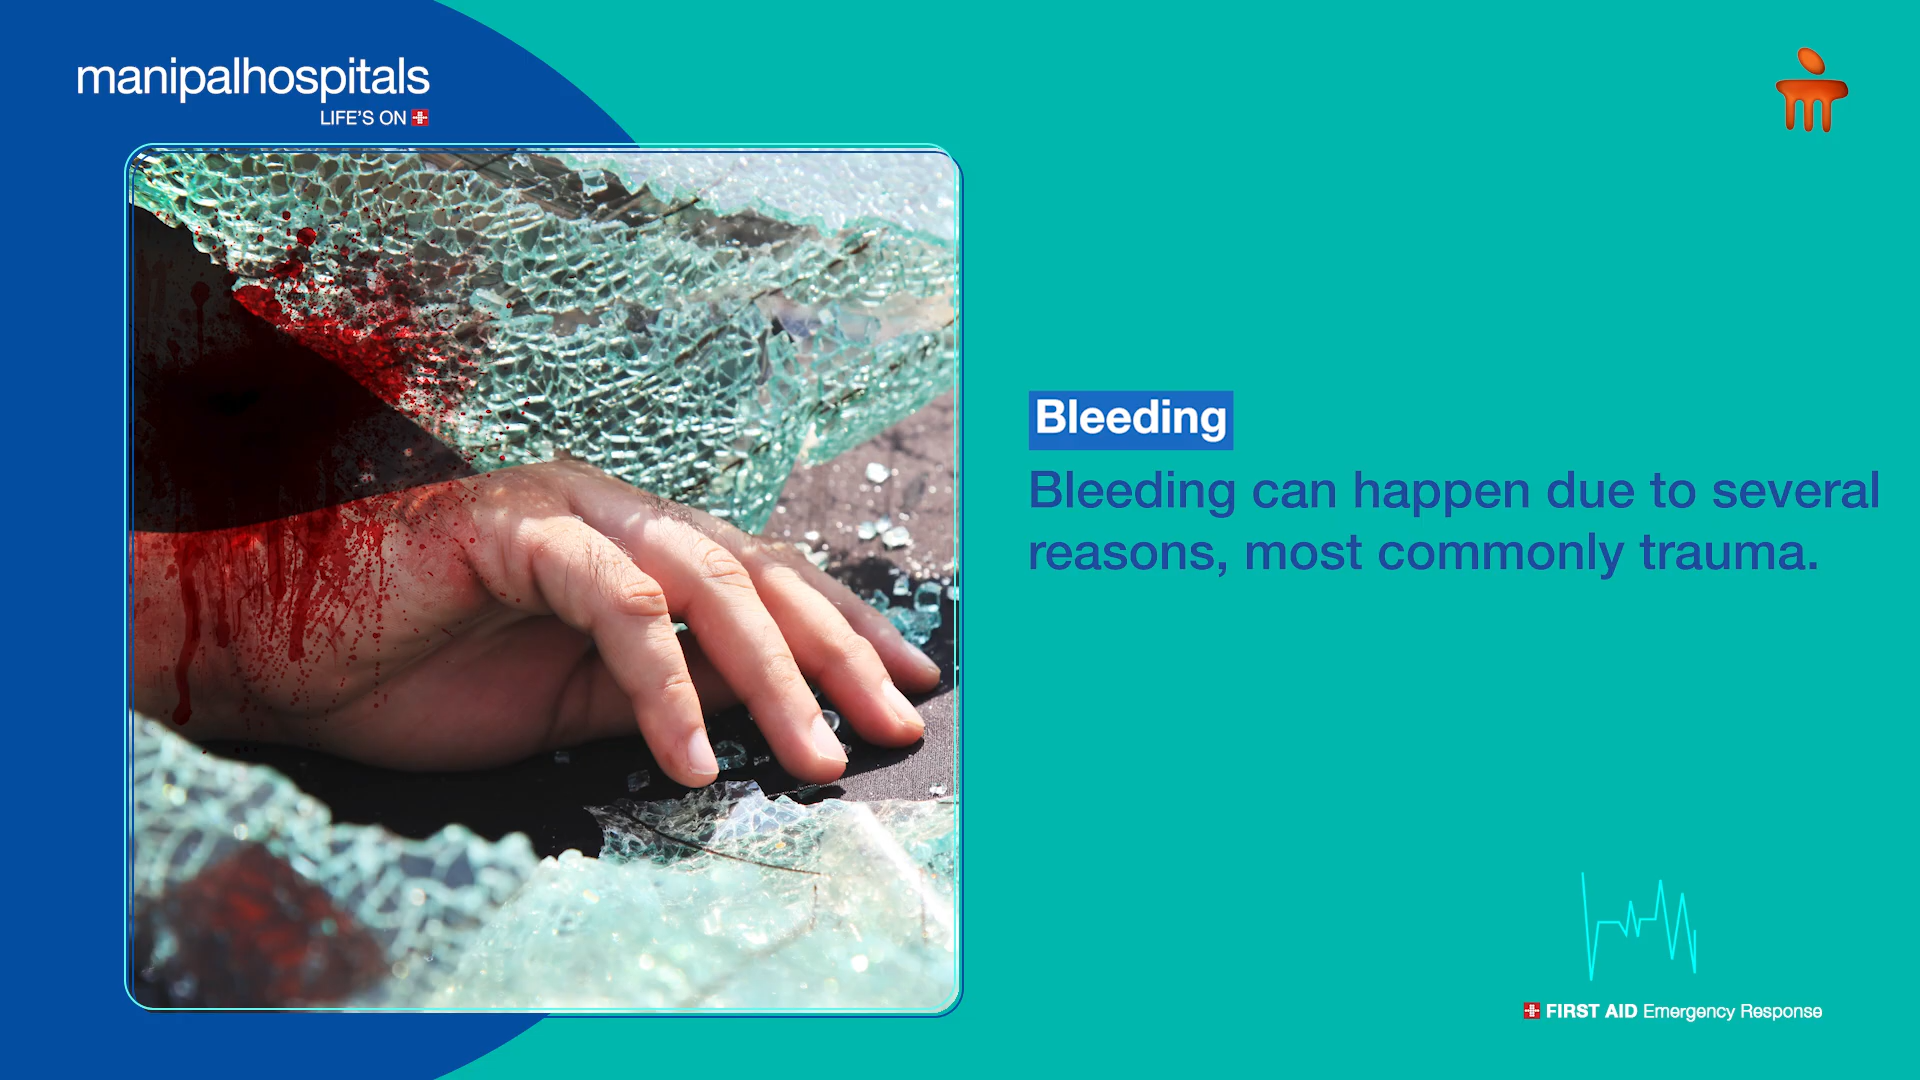 manipalhospitals
LIFE'S ON
Bleeding
Bleeding can happen due to several
reasons, most commonly trauma.
FIRST AID Emergency Response